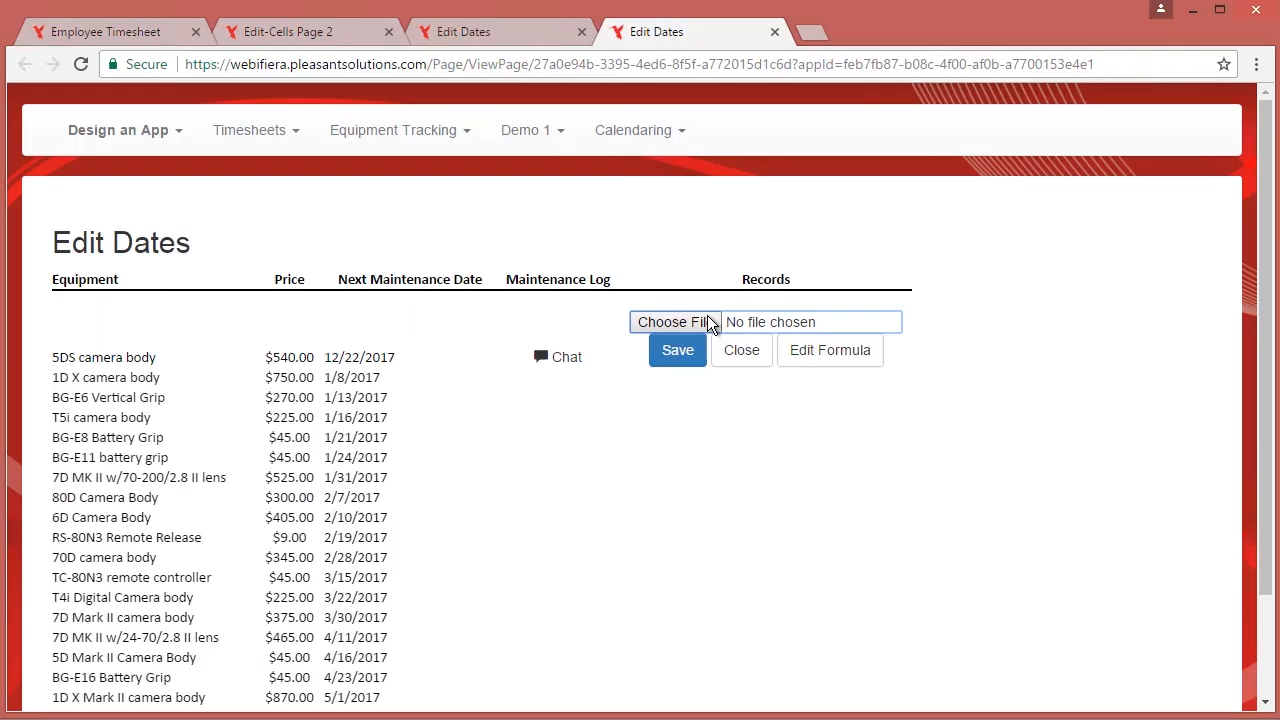 Employee Timesheet
Edit-Cells Page 2
Edit Dates
Edit Dates
Secure https://webifiera.pleasantsolutions.com/Page/ViewPage/27a0e94b-3395-4ed6-8f5f-a772015d1c6d?appId=feb7fb87-b08c-4f00-af0b-a7700153e4e1
Design an App Timesheets Equipment Tracking Demo 1 Calendaring
Edit Dates
Equipment Price Next Maintenance Date Maintenance Log Records
Choose Fil No file chosen
Save Close Edit Formula
5DS camera body $540.00 12/22/2017 Chat
1D X camera body $750.00 1/8/2017
BG-E6 Vertical Grip $270.00 1/13/2017
T5i camera body $225.00 1/16/2017
BG-E8 Battery Grip $45.00 1/21/2017
BG-E11 battery grip $45.00 1/24/2017
7D MK II w/70-200/2.8 II lens $525.00 1/31/2017
80D Camera Body $300.00 2/7/2017
6D Camera Body $405.00 2/10/2017
RS-80N3 Remote Release $9.00 2/19/2017
70D camera body $345.00 2/28/2017
TC-80N3 remote controller $45.00 3/15/2017
T4i Digital Camera body $225.00 3/22/2017
7D Mark II camera body $375.00 3/30/2017
7D MK II w/24-70/2.8 II lens $465.00 4/11/2017
5D Mark II Camera Body $45.00 4/16/2017
BG-E16 Battery Grip $45.00 4/23/2017
1D X Mark II camera body $870.00 5/1/2017